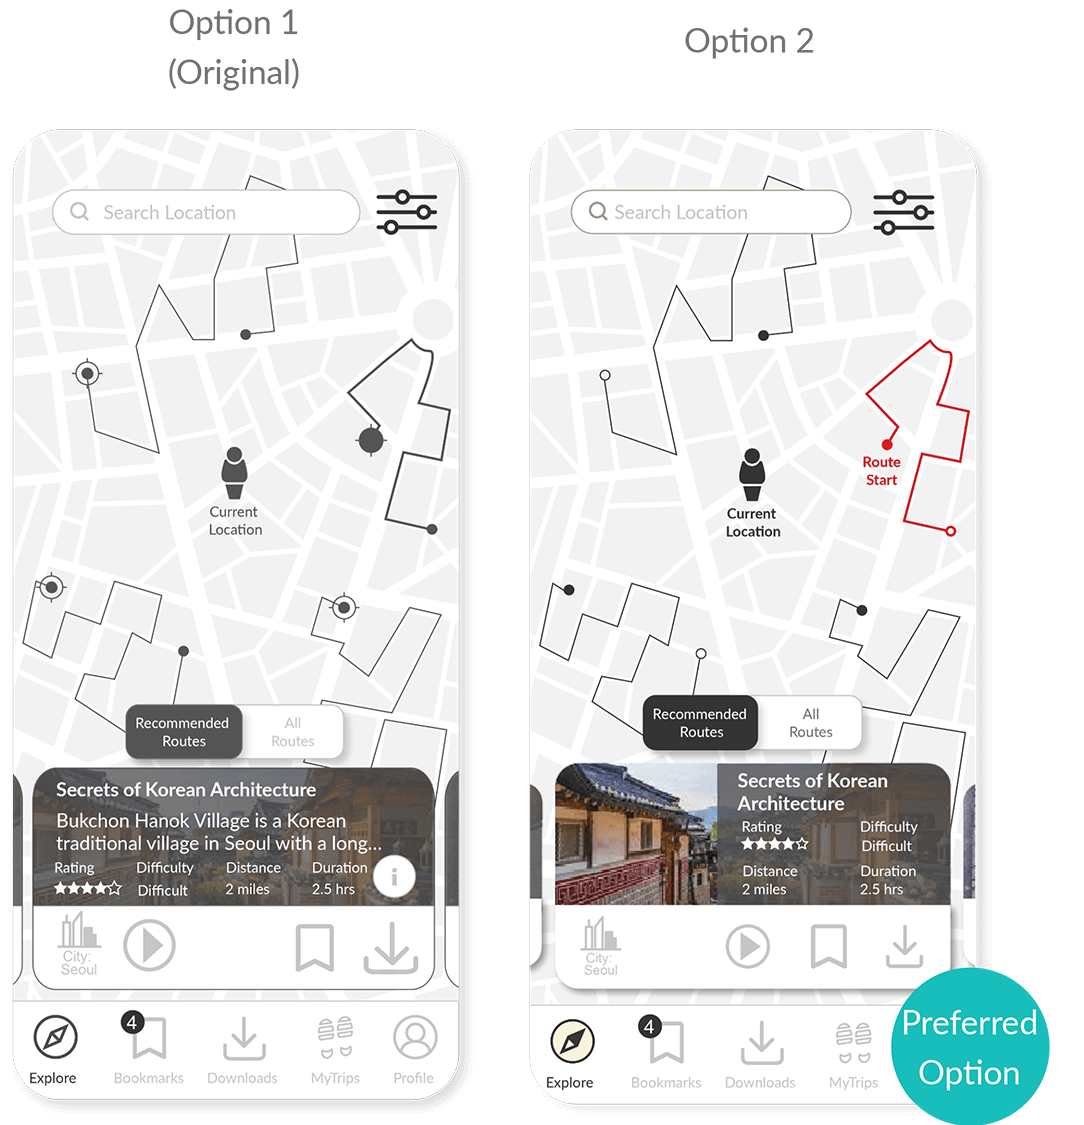 Option 1
(Original)
Search Location
Current
Location
Recommended
Routes
All
Routes
Secrets of Korean Architecture
Bukchon Hanok Village is a Korean
traditional village in Seoul with a long...
Rating
Difficulty
Distance
Duration
Difficult
2 miles
2.5 hrs
i
City:
Seoul
4
Explore
Bookmarks
Downloads
MyTrips
Profile
Option 2
Search Location
Route
Start
Current
Location
Recommended
Routes
All
Routes
Secrets of Korean
Architecture
Rating
Difficulty
Difficult
Distance
Duration
2 miles
2.5 hrs
City:
Seoul
4
Explore
Bookmarks
Downloads
MyTrips
Preferred
Option